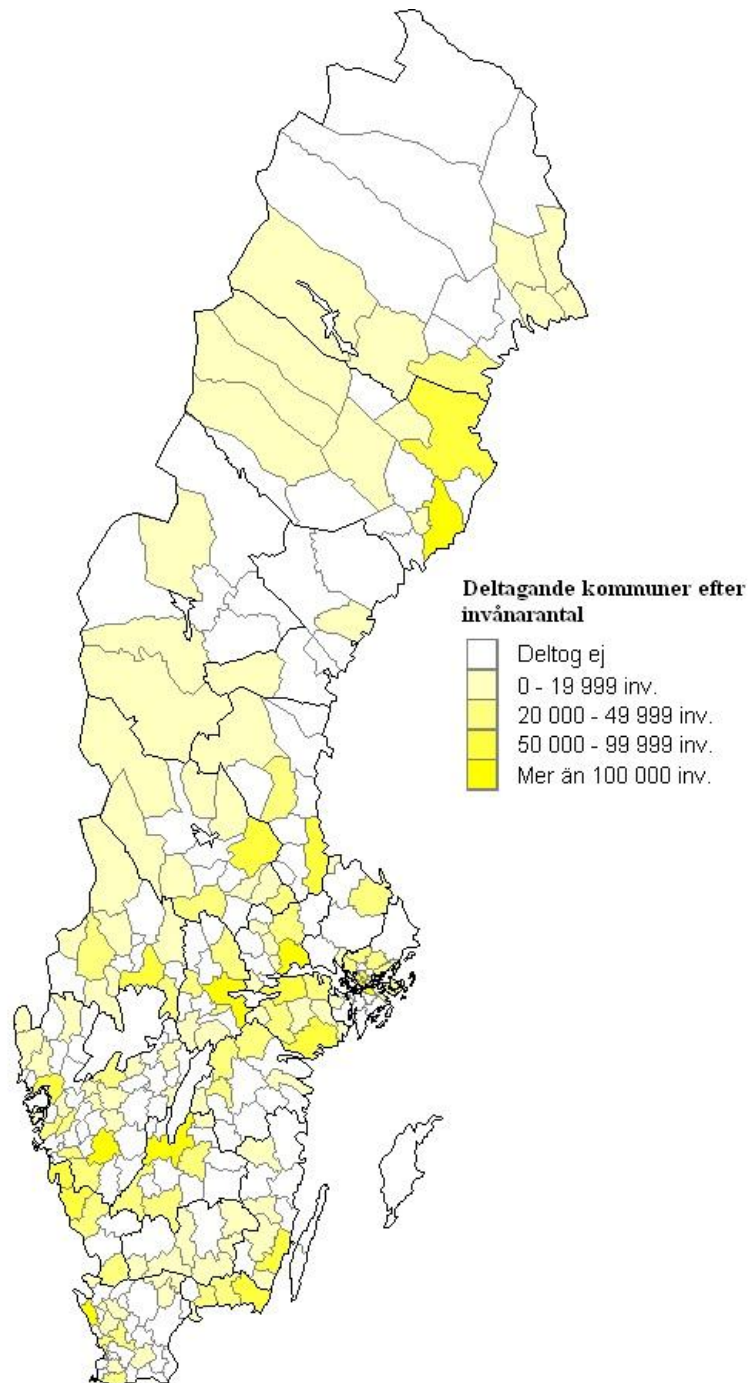 Deltagande kommuner efter
invånarantal
Deltog ej
0 - 19 999 inv.
20 000 - 49 999 inv.
50 000 - 99 999 inv.
Mer än 100 000 inv.